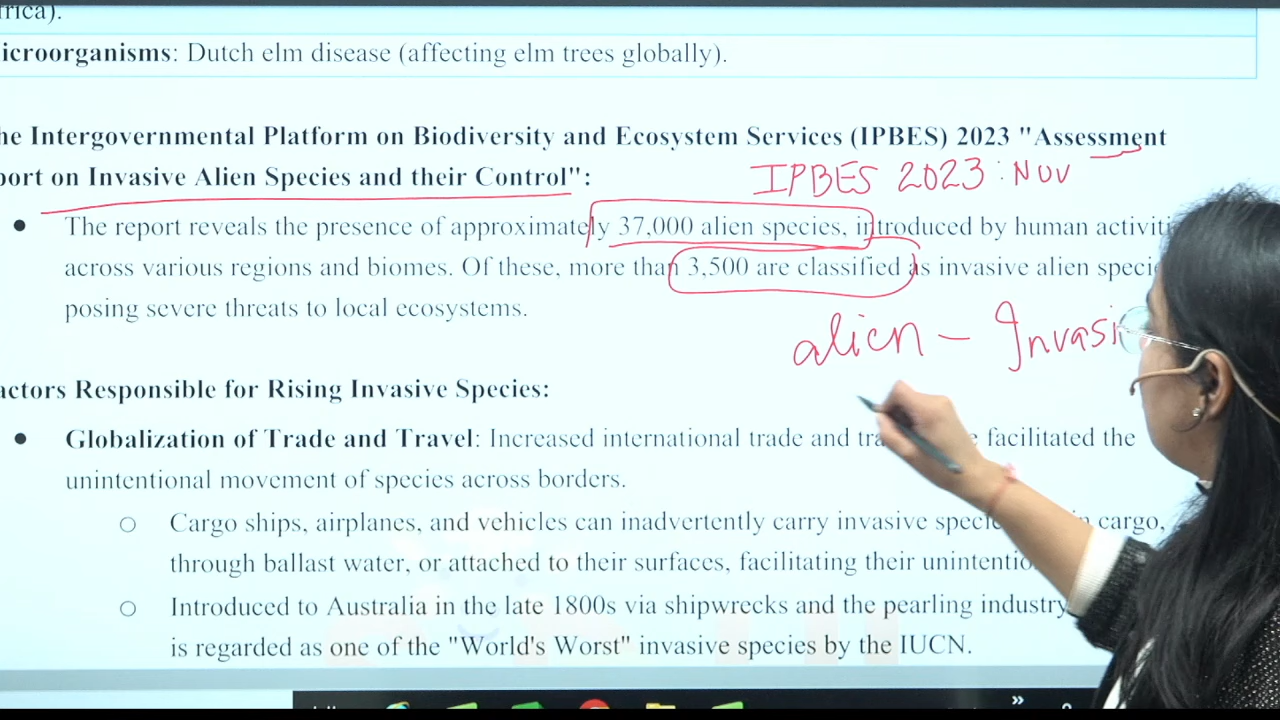 frica).
icroorganisms: Dutch elm disease (affecting elm trees globally).
he Intergovernmental Platform on Biodiversity and Ecosystem Services (IPBES) 2023 "Assessment
port on Invasive Alien Species and their Control":
IPBES 2023: Nov
● The report reveals the presence of approximately 37,000 alien species, introduced by human activiti
across various regions and biomes. Of these, more than 3,500 are classified as invasive alien speci
posing severe threats to local ecosystems.
alien – Invasi
actors Responsible for Rising Invasive Species:
● Globalization of Trade and Travel: Increased international trade and tra e facilitated the
unintentional movement of species across borders.
○ Cargo ships, airplanes, and vehicles can inadvertently carry invasive speci in cargo,
through ballast water, or attached to their surfaces, facilitating their unintentio
○ Introduced to Australia in the late 1800s via shipwrecks and the pearling industry
is regarded as one of the "World's Worst" invasive species by the IUCN.